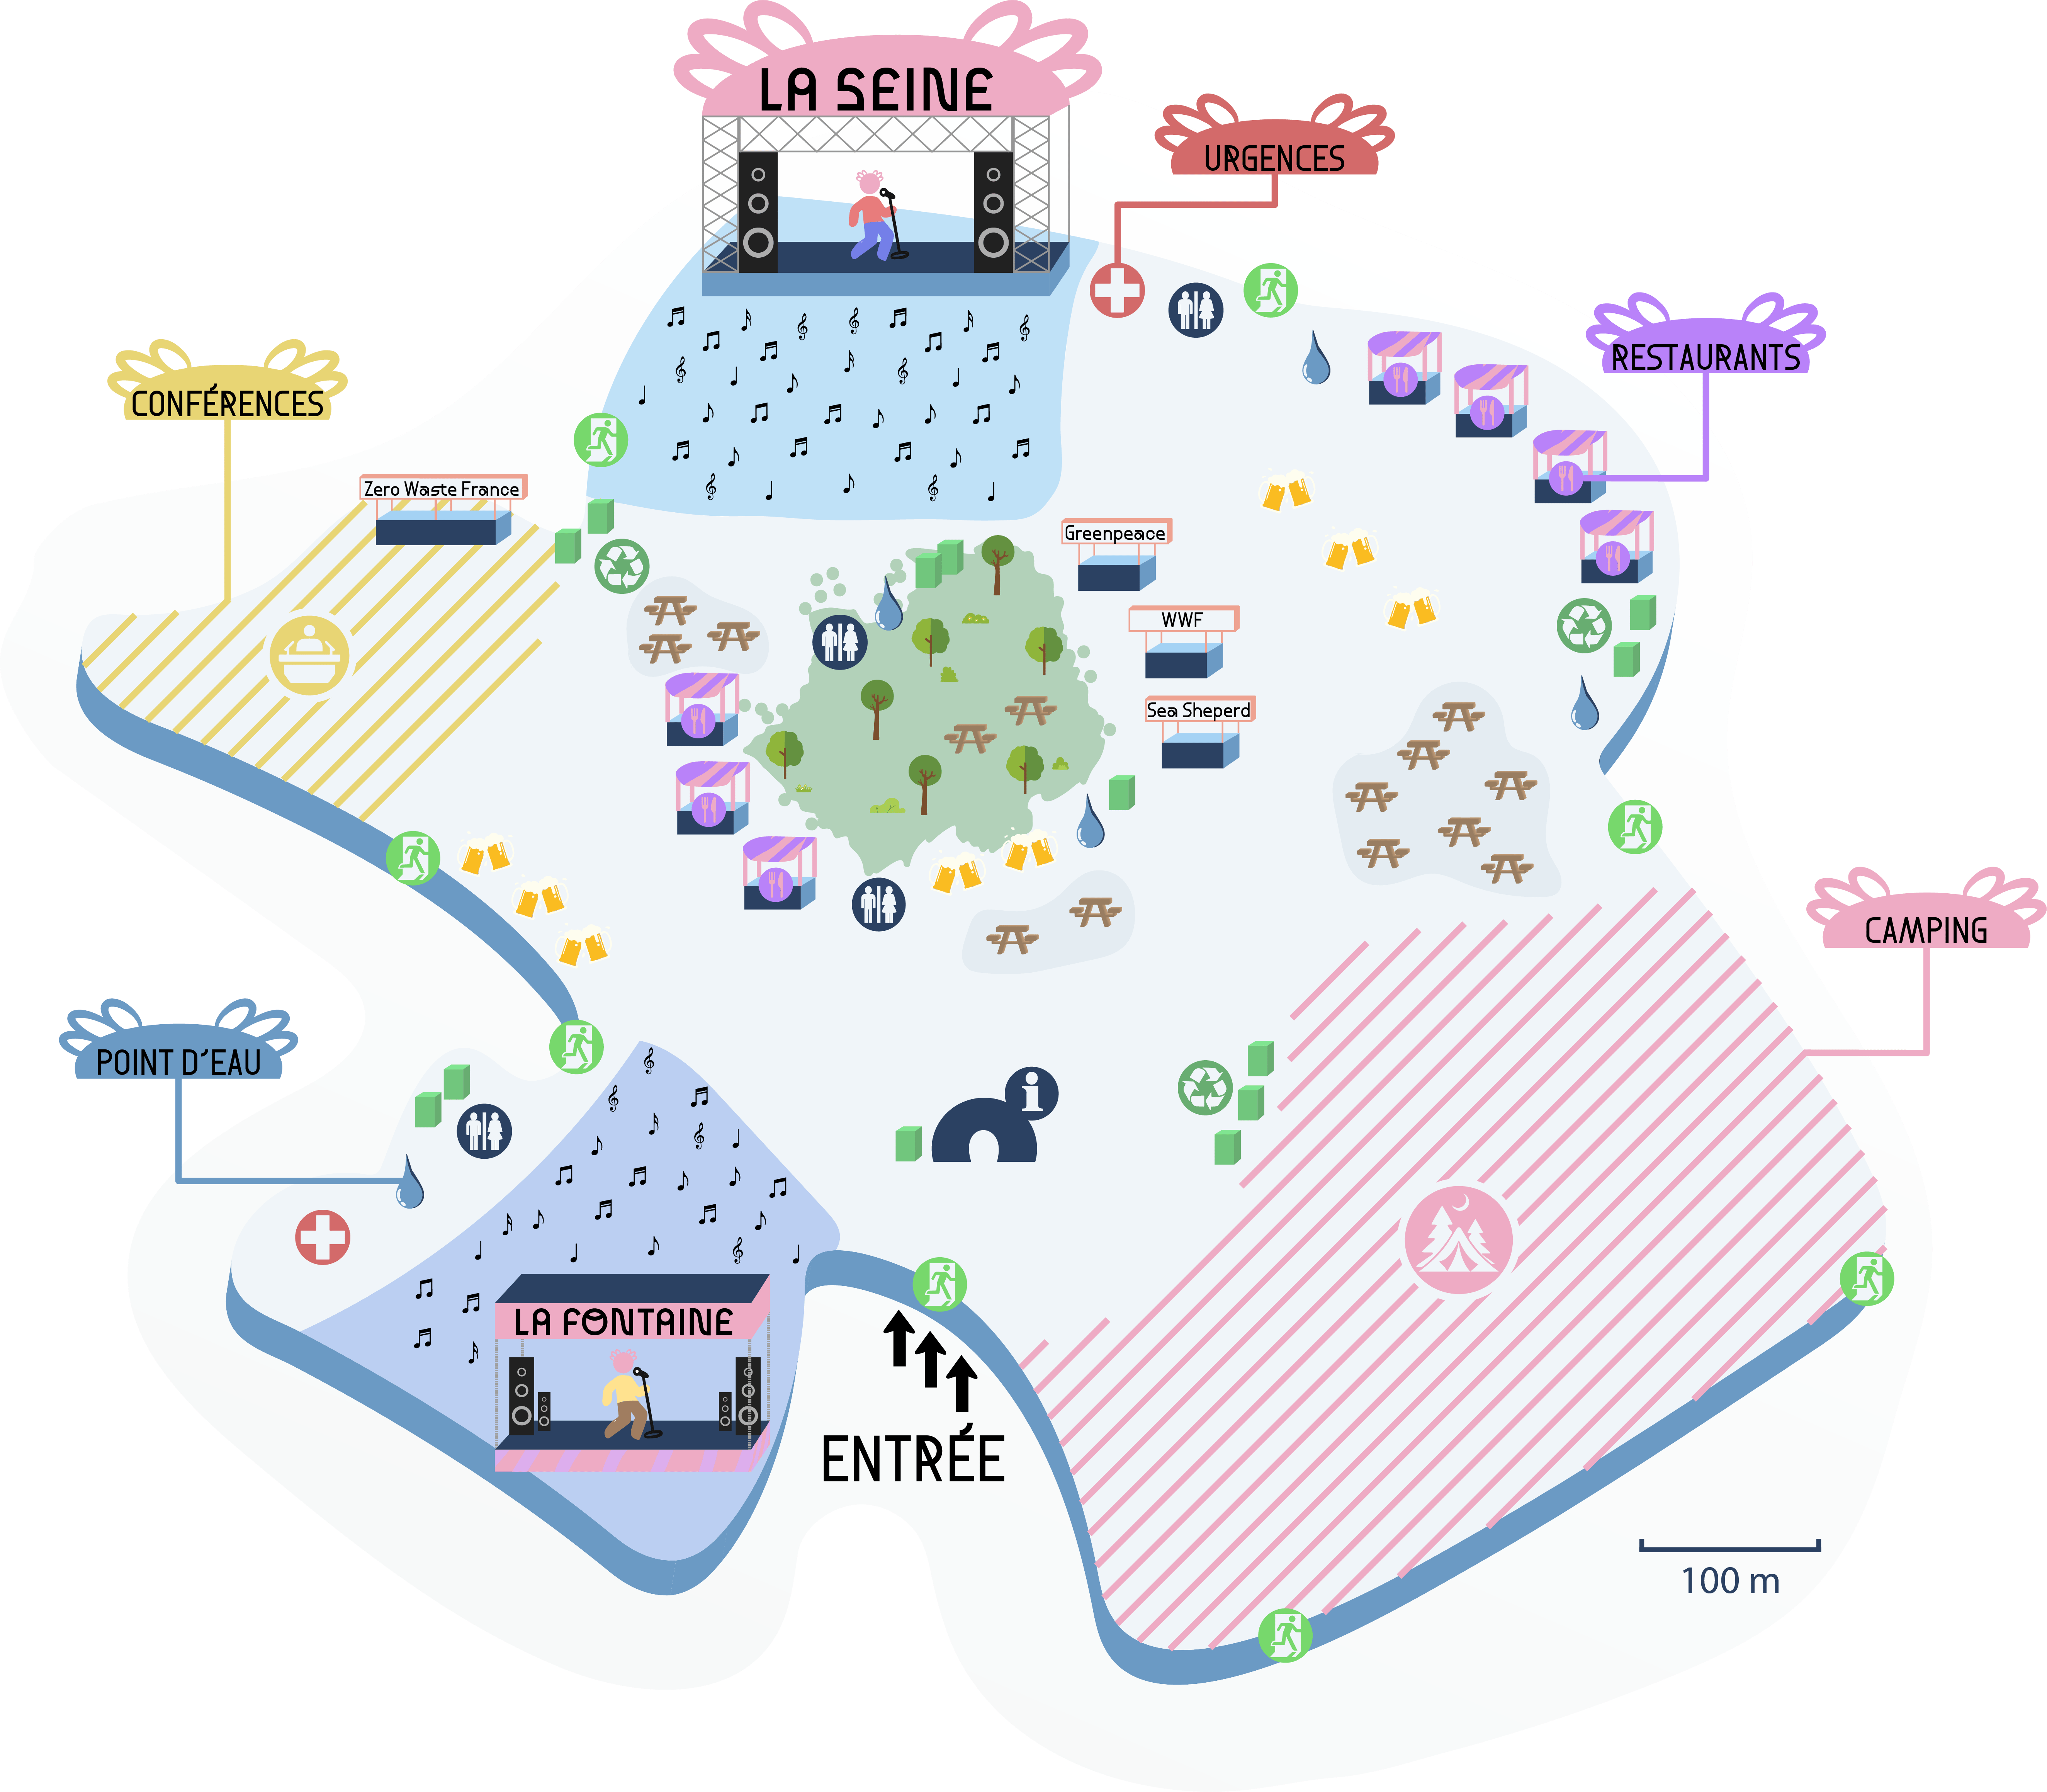 LA SEINE
URGENCES
RESTAURANTS
CONFÉRENCES
Zero Waste France
Greenpeace
WWF
Sea Sheperd
CAMPING
POINT D'EAU
i
LA FONTAINE
ENTRÉE
100 m